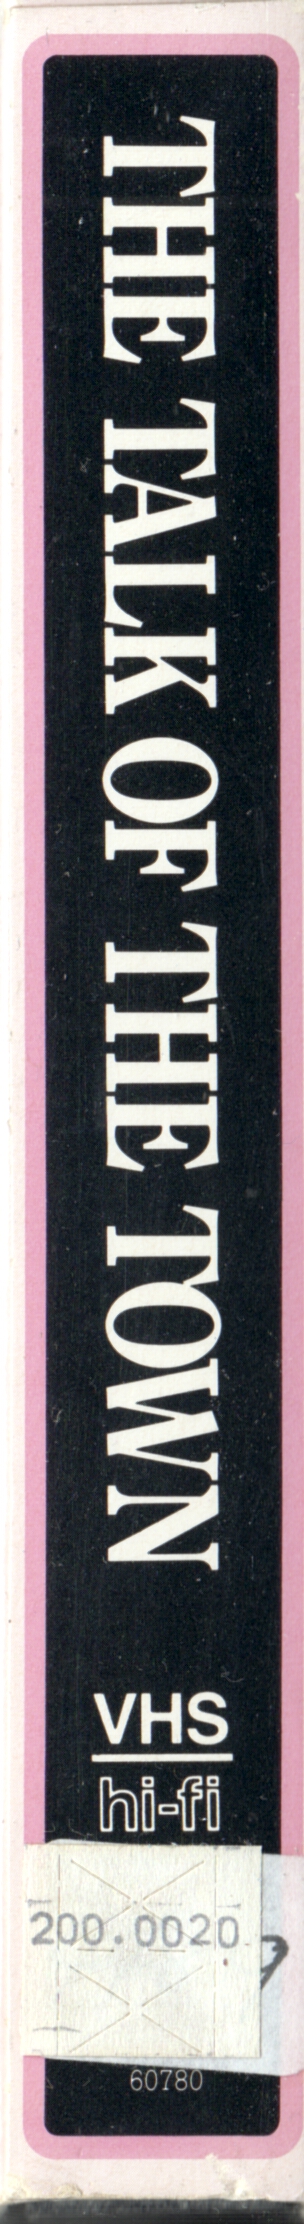 THE TALK OF THE TOWN
VHS
hi-fi
200.0020
60780